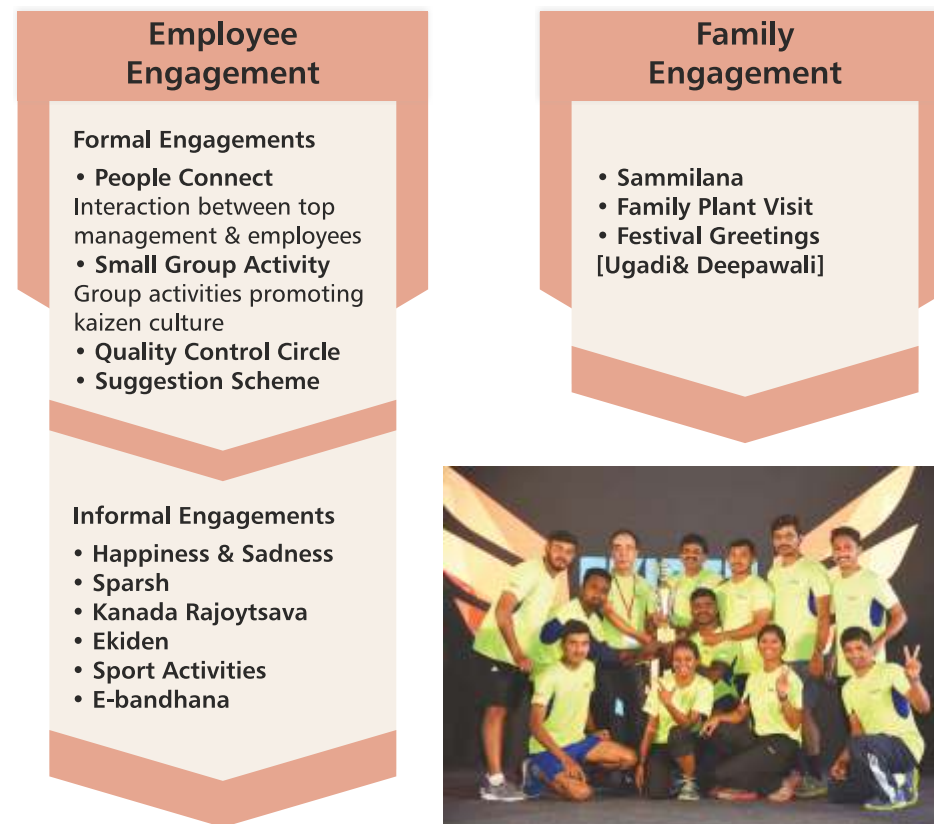 Employee
Engagement
Formal Engagements
• People Connect
Interaction between top
management & employees
• Small Group Activity
Group activities promoting
kaizen culture
• Quality Control Circle
• Suggestion Scheme
Informal Engagements
• Happiness & Sadness
• Sparsh
• Kanada Rajoytsava
• Ekiden
• Sport Activities
• E-bandhana
Family
Engagement
• Sammilana
• Family Plant Visit
• Festival Greetings
[Ugadi& Deepawali]